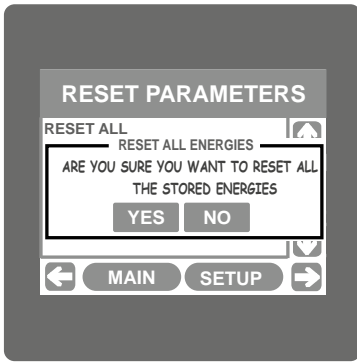 RESET PARAMETERS
RESET ALL
RESET ALL ENERGIES
ARE YOU SURE YOU WANT TO RESET ALL
THE STORED ENERGIES
YES NO
MAIN SETUP